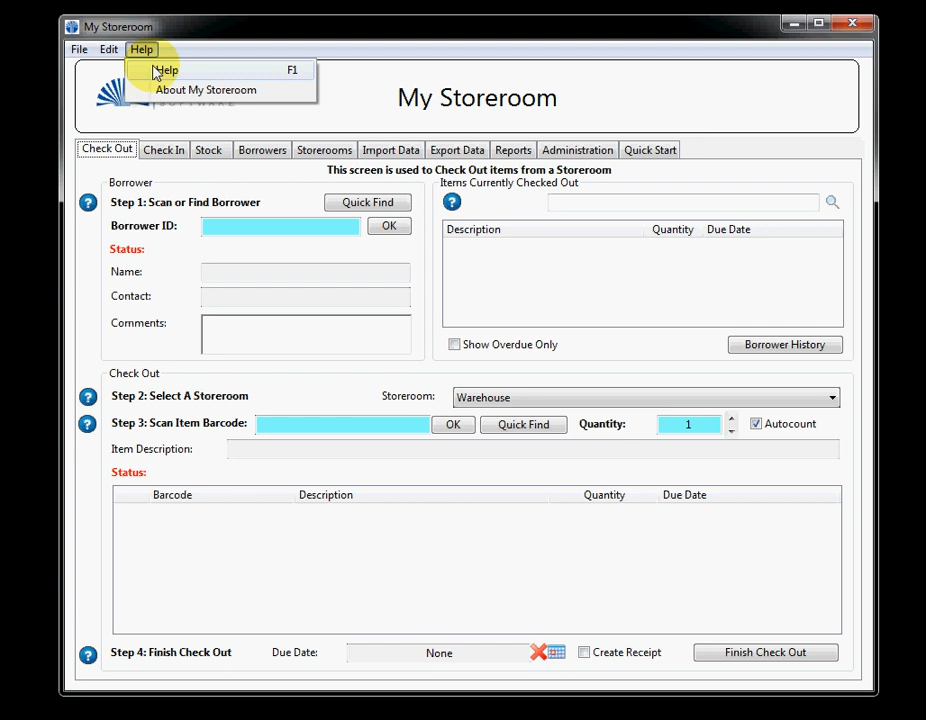 My Storeroom
File Edit Help
Help F1
About My Storeroom
My Storeroom
Check Out Check In Stock Borrowers Storerooms Import Data Export Data Reports Administration Quick Start
This screen is used to Check Out items from a Storeroom
Borrower
Items Currently Checked Out
Step 1: Scan or Find Borrower Quick Find
Borrower ID: OK
Description Quantity Due Date
Status:
Name:
Contact:
Comments:
Show Overdue Only Borrower History
Check Out
Step 2: Select A Storeroom Storeroom: Warehouse
Step 3: Scan Item Barcode: OK Quick Find Quantity: 1 Autocount
Item Description:
Status:
Barcode Description Quantity Due Date
Step 4: Finish Check Out Due Date: None Create Receipt Finish Check Out